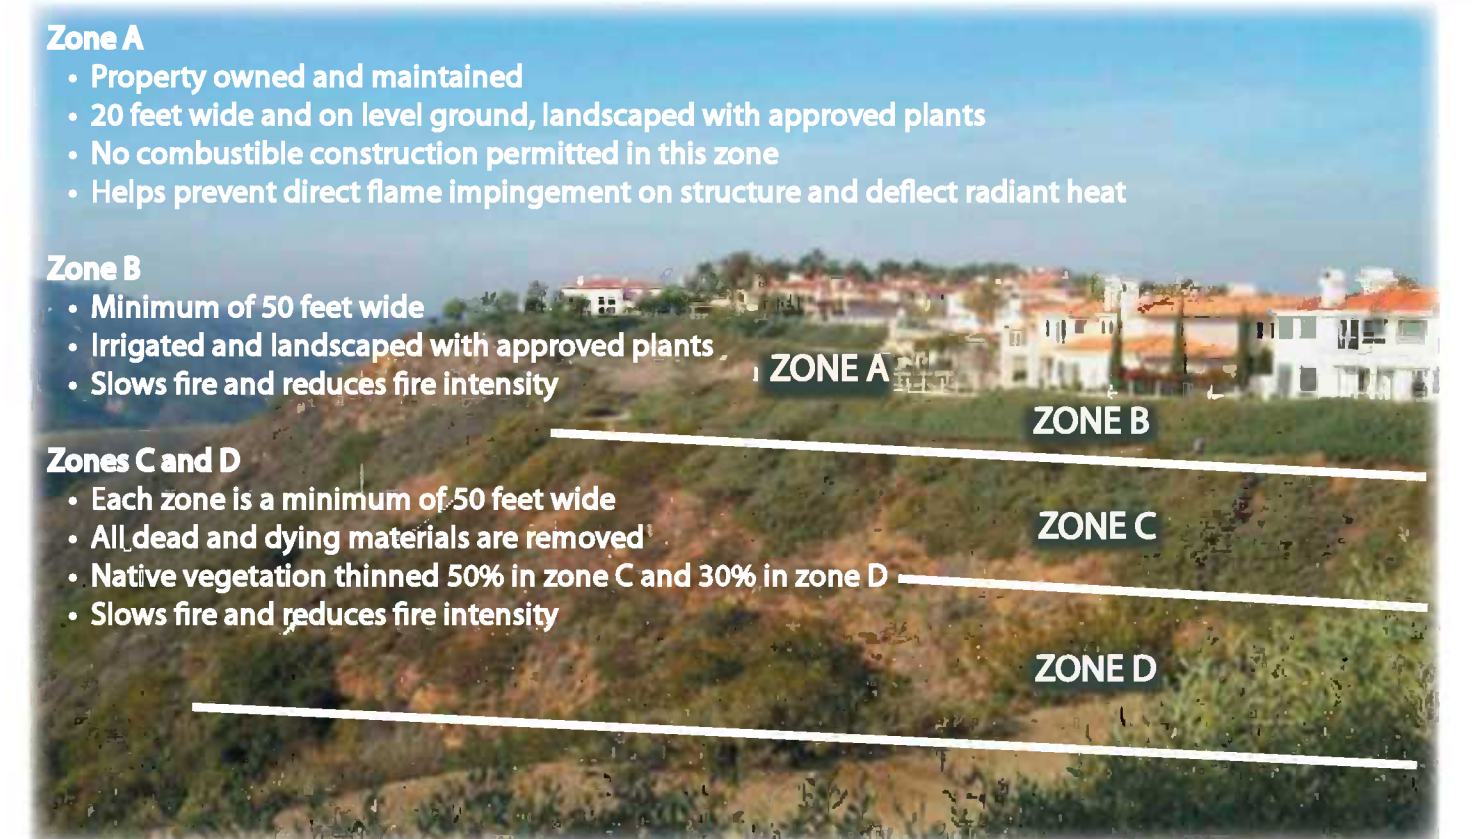 Zone A
• Property owned and maintained
• 20 feet wide and on level ground, landscaped with approved plants
• No combustible construction permitted in this zone
• Helps prevent direct flame impingement on structure and deflect radiant heat
Zone B
• Minimum of 50 feet wide
• Irrigated and landscaped with approved plants
• Slows fire and reduces fire intensity
ZONE A
ZONE B
Zones C and D
• Each zone is a minimum of 50 feet wide
• All dead and dying materials are removed
• Native vegetation thinned 50% in zone C and 30% in zone D
• Slows fire and reduces fire intensity
ZONE C
ZONE D